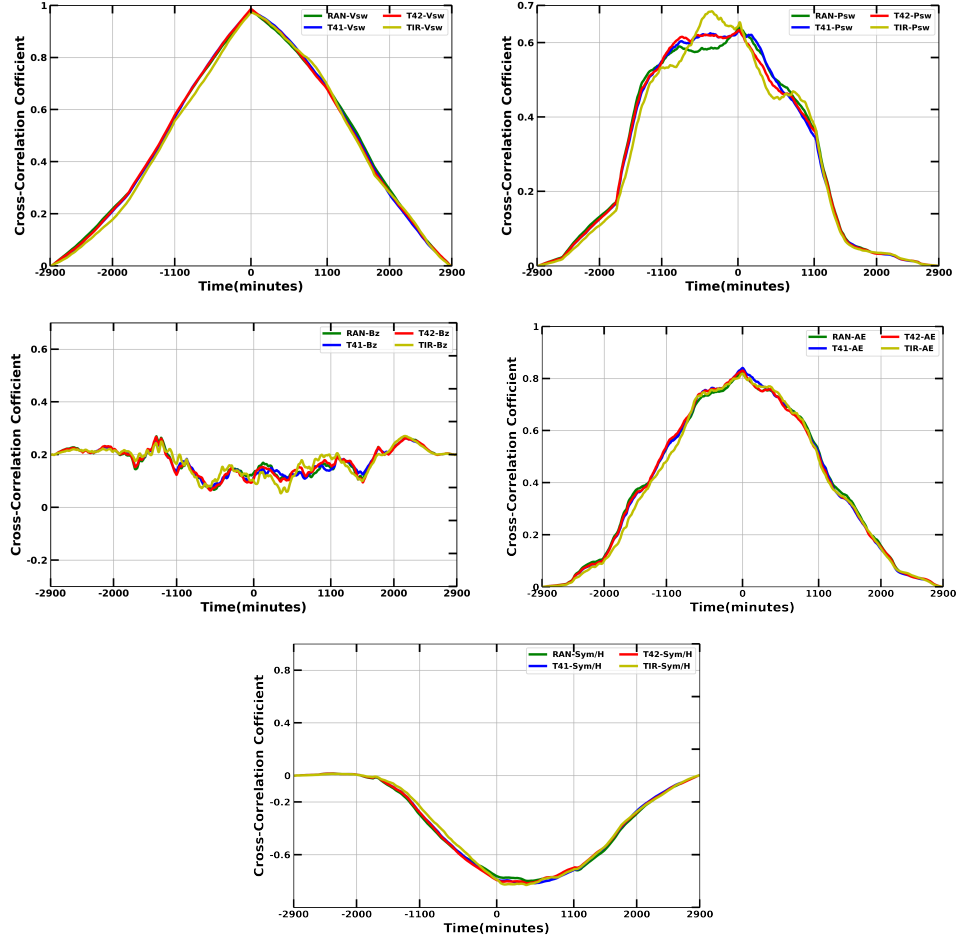 Cross-Correlation Cofficient
1
0.8
0.6
0.4
0.2
0
RAN-Vsw T42-Vsw
T41-Vsw TIR-Vsw
-2900 -2000 -1100 0 1100 2000 2900
Time(minutes)
Cross-Correlation Cofficient
0.7
0.6
0.4
0.2
0
RAN-Psw T42-Psw
T41-Psw TIR-Psw
-2900 -2000 -1100 0 1100 2000 2900
Time(minutes)
Cross-Correlation Cofficient
0.6
0.4
0.2
0
-0.2
RAN-Bz T42-Bz
T41-Bz TIR-Bz
-2900 -2000 -1100 0 1100 2000 2900
Time(minutes)
Cross-Correlation Cofficient
1
0.8
0.6
0.4
0.2
0
RAN-AE T42-AE
T41-AE TIR-AE
-2900 -2000 -1100 0 1100 2000 2900
Time(minutes)
Cross-Correlation Cofficient
0.8
0.4
0
-0.2
-0.6
RAN-Sym/H T42-Sym/H
T41-Sym/H TIR-Sym/H
-2900 -1100 0 1100 2000 2900
Time(minutes)